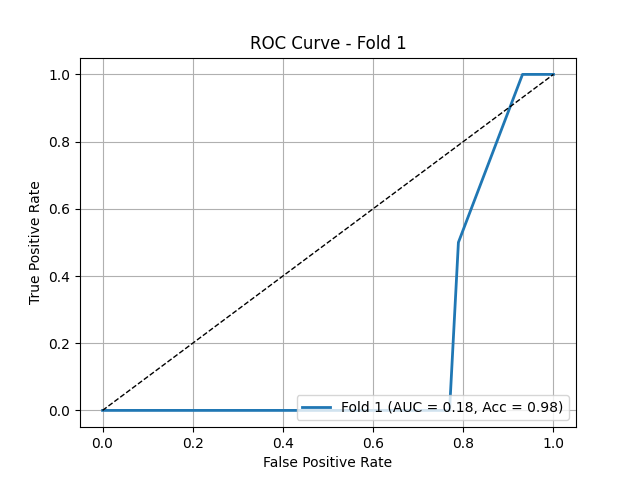 ROC Curve - Fold 1
True Positive Rate
1.0
0.8
0.6
0.4
0.2
0.0
Fold 1 (AUC = 0.18, Acc = 0.98)
0.0 0.2 0.4 0.6 0.8 1.0
False Positive Rate